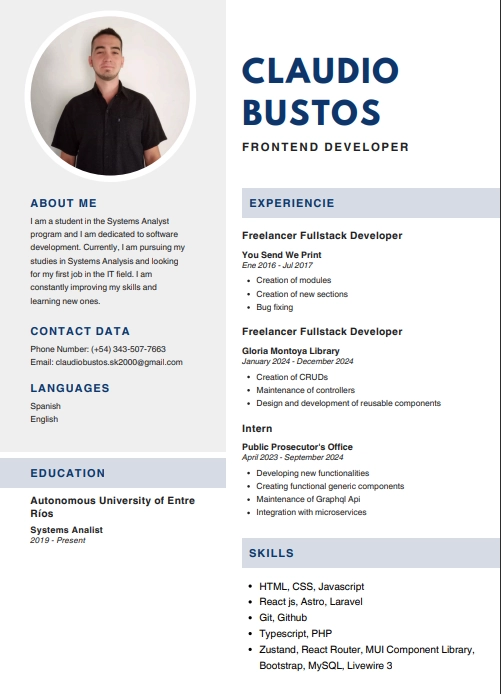 CLAUDIO
BUSTOS
FRONTEND DEVELOPER
ABOUT ME
I am a student in the Systems Analyst
program and I am dedicated to software
development. Currently, I am pursuing my
studies in Systems Analysis and looking
for my first job in the IT field. I am
constantly improving my skills and
learning new ones.
CONTACT DATA
Phone Number: (+54) 343-507-7663
Email: claudiobustos.sk2000@gmail.com
LANGUAGES
Spanish
English
EDUCATION
Autonomous University of Entre
Ríos
Systems Analist
2019 - Present
EXPERIENCIE
Freelancer Fullstack Developer
You Send We Print
Ene 2016 - Jul 2017
• Creation of modules
• Creation of new sections
• Bug fixing
Freelancer Fullstack Developer
Gloria Montoya Library
January 2024 - December 2024
• Creation of CRUDs
• Maintenance of controllers
• Design and development of reusable components
Intern
Public Prosecutor's Office
April 2023 - September 2024
• Developing new functionalities
• Creating functional generic components
• Maintenance of Graphql Api
• Integration with microservices
SKILLS
• HTML, CSS, Javascript
• React js, Astro, Laravel
• Git, Github
• Typescript, PHP
• Zustand, React Router, MUI Component Library,
Bootstrap, MySQL, Livewire 3